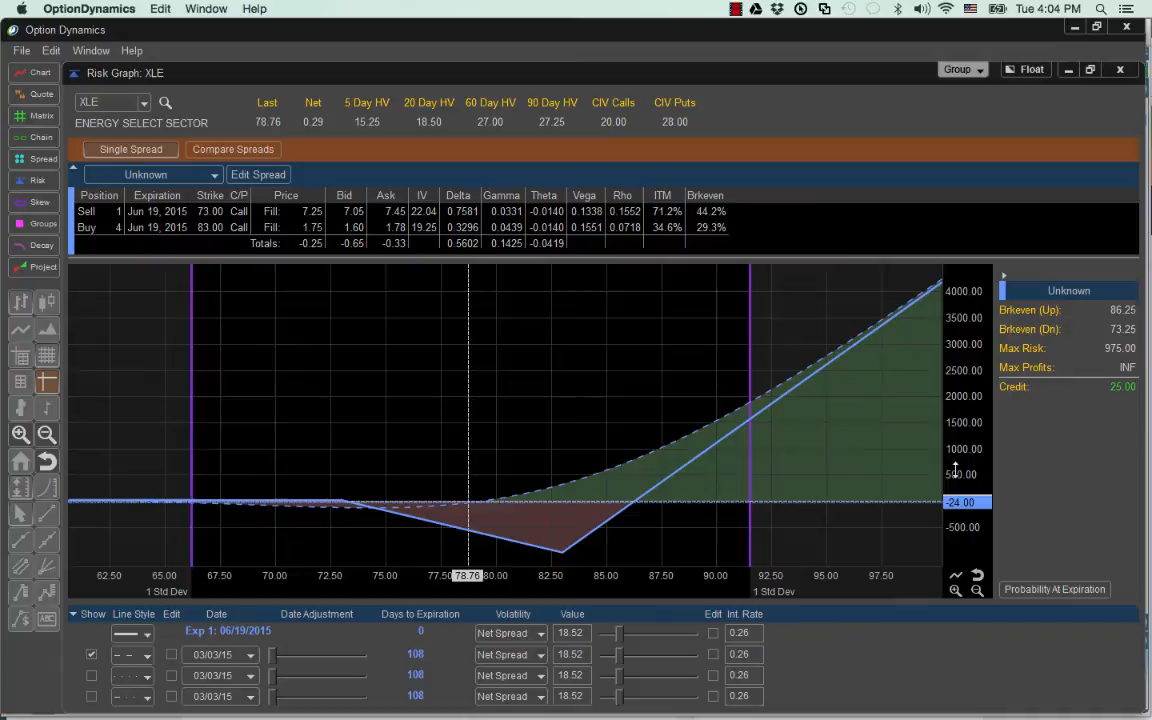 OptionDynamics Edit Window Help Tue 4:04 PM
Option Dynamics
File Edit Window Help
Chart Risk Graph: XLE Group Float
Quote XLE Last Net 5 Day HV 20 Day HV 60 Day HV 90 Day HV CIV Calls CIV Puts
Matrix ENERGY SELECT SECTOR 78.76 0.29 15.25 18.50 27.00 27.25 20.00 28.00
Chain Single Spread Compare Spreads
Spread
Risk Unknown Edit Spread
Skew Position Expiration Strike C/P Price Bid Ask IV Delta Gamma Theta Vega Rho ITM Brkeven
Sell 1 Jun 19, 2015 73.00 Call Fill: 7.25 7.05 7.45 22.04 0.7581 0.0331 -0.0140 0.1338 0.1552 71.2% 44.2%
Groups Buy 4 Jun 19, 2015 83.00 Call Fill: 1.75 1.60 1.78 19.25 0.3296 0.0439 -0.0140 0.1551 0.0718 34.6% 29.3%
Decay Totals: -0.25 -0.65 -0.33 0.5602 0.1425 -0.0419
Project
4000.00 Unknown
3500.00 Brkeven (Up): 86.25
3000.00 Brkeven (Dn): 73.25
2500.00 Max Risk: 975.00
2000.00 Max Profits: INF
1500.00 Credit: 25.00
1000.00
500.00
-24.00
-500.00
ABC
62.50 65.00 67.50 70.00 72.50 75.00 77.50 78.76 80.00 82.50 85.00 87.50 90.00 92.50 95.00 97.50
1 Std Dev 1 Std Dev Probability At Expiration
Show Line Style Edit Date Date Adjustment Days to Expiration Volatility Value Edit Int. Rate
Exp 1: 06/19/2015 0 Net Spread 18.52 0.26
03/03/15 108 Net Spread 18.52 0.26
03/03/15 108 Net Spread 18.52 0.26
03/03/15 108 Net Spread 18.52 0.26